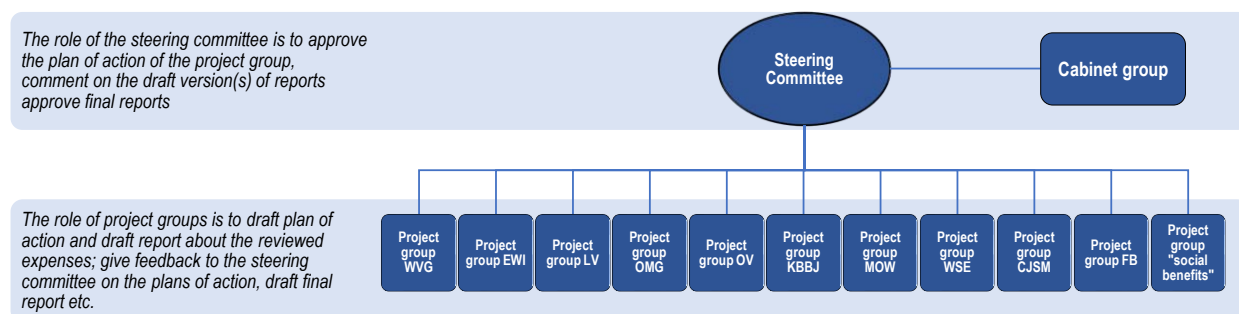 The role of the steering committee is to approve
the plan of action of the project group,
comment on the draft version(s) of reports
approve final reports
Steering
Committee
Cabinet group
The role of project groups is to draft plan of
action and draft report about the reviewed
expenses; give feedback to the steering
committee on the plans of action, draft final
report etc.
Project
group
WVG
Project
group EWI
Project
group LV
Project
group
OMG
Project
group OV
Project
group
KBBJ
Project
group
MOW
Project
group
WSE
Project
group
CJSM
Project
group FB
Project
group
"social
benefits"